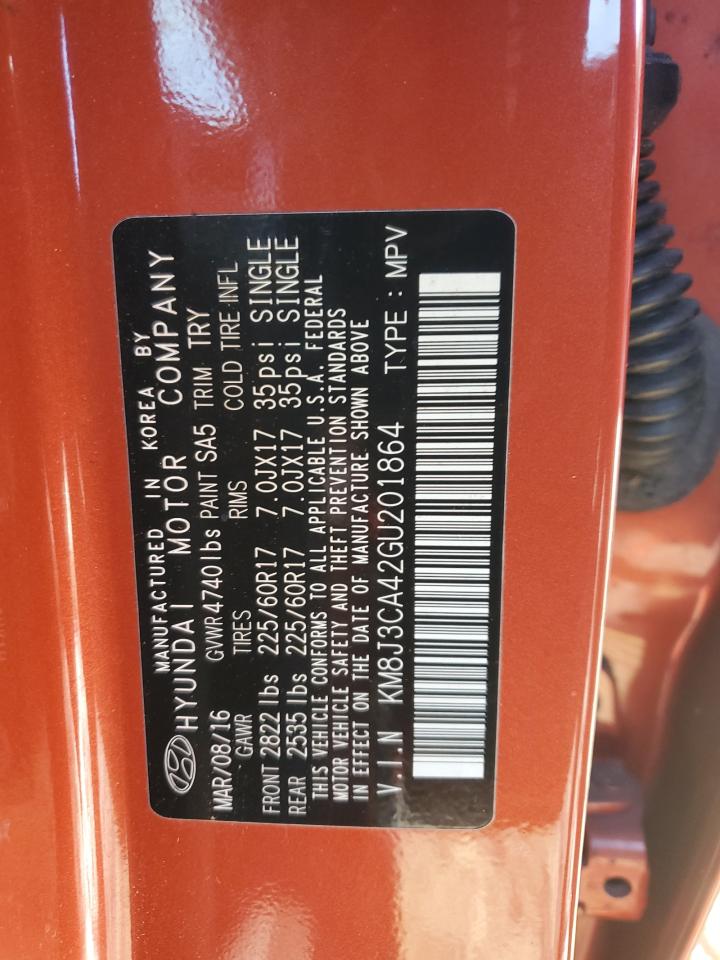 MANUFACTURED IN KOREA BY
HYUNDAI MOTOR COMPANY
MAR/08/16 GVWR 4740 lbs PAINT SA5 TRIM TRY
GAWR TIRES RIMS COLD TIRE INFL
FRONT 2822 lbs 225/60R17 7.0JX17 35psi SINGLE
REAR 2535 lbs 225/60R17 7.0JX17 35psi SINGLE
THIS VEHICLE CONFORMS TO ALL APPLICABLE U.S.A. FEDERAL
MOTOR VEHICLE SAFETY AND THEFT PREVENTION STANDARDS
IN EFFECT ON THE DATE OF MANUFACTURE SHOWN ABOVE
V.I.N KM8J3CA42GU201864 TYPE : MPV